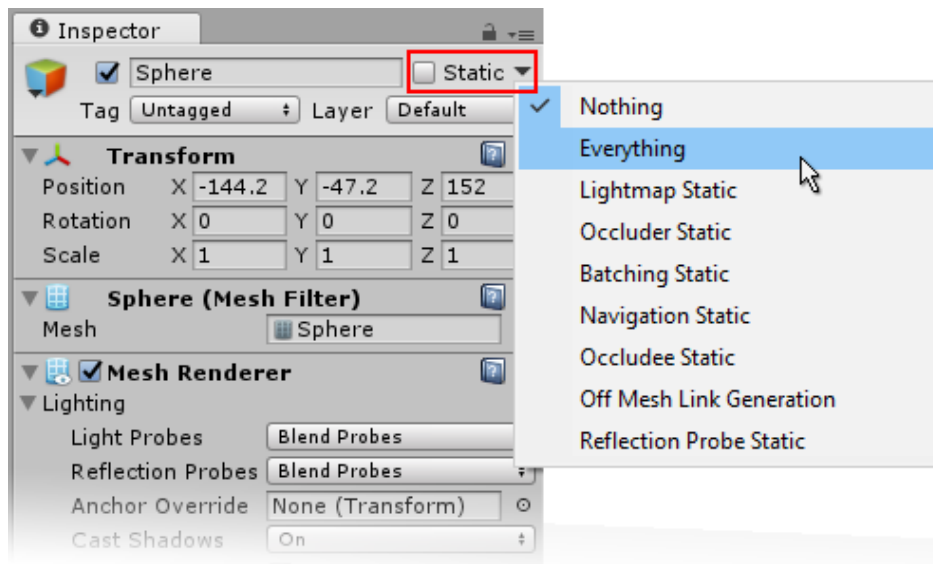 Inspector
Sphere Static
Tag Untagged Layer Default
Transform
Position X -144.2 Y -47.2 Z 152
Rotation X 0 Y 0 Z 0
Scale X 1 Y 1 Z 1
Sphere (Mesh Filter)
Mesh Sphere
Mesh Renderer
Lighting
Light Probes Blend Probes
Reflection Probes Blend Probes
Anchor Override None (Transform)
Cast Shadows On
Nothing
Everything
Lightmap Static
Occluder Static
Batching Static
Navigation Static
Occludee Static
Off Mesh Link Generation
Reflection Probe Static